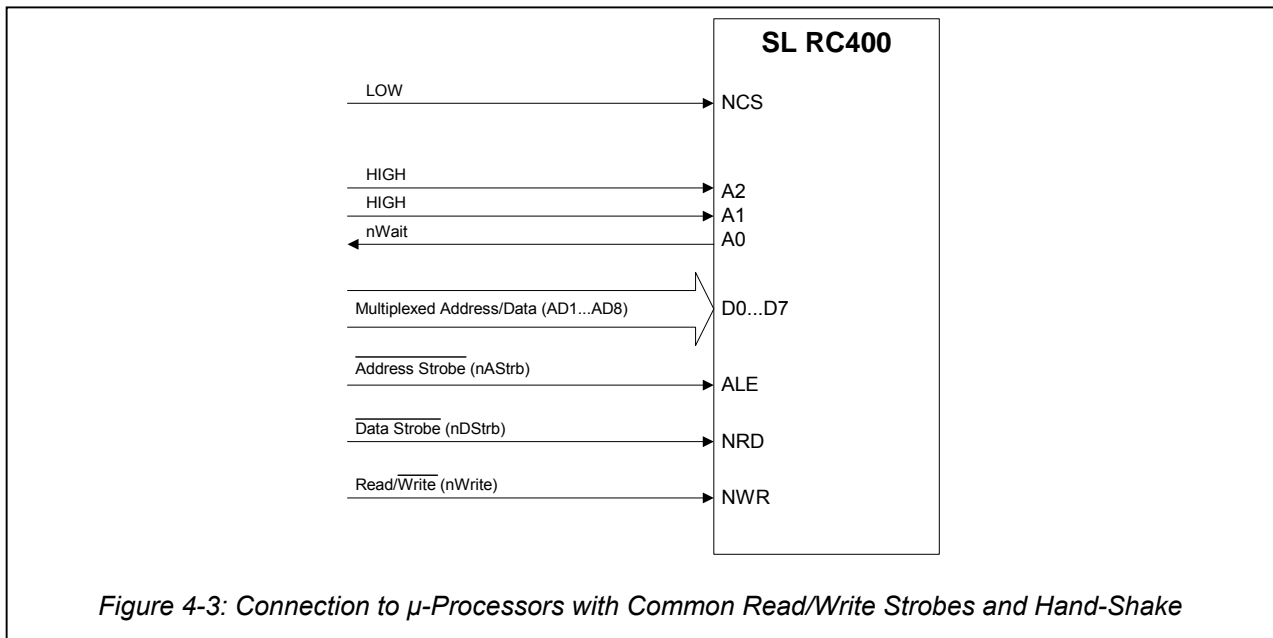 SL RC400
LOW
NCS
HIGH
A2
HIGH
A1
nWait
A0
Multiplexed Address/Data (AD1...AD8)
D0...D7
Address Strobe (nAStrb)
ALE
Data Strobe (nDStrb)
NRD
Read/Write (nWrite)
NWR
Figure 4-3: Connection to µ-Processors with Common Read/Write Strobes and Hand-Shake